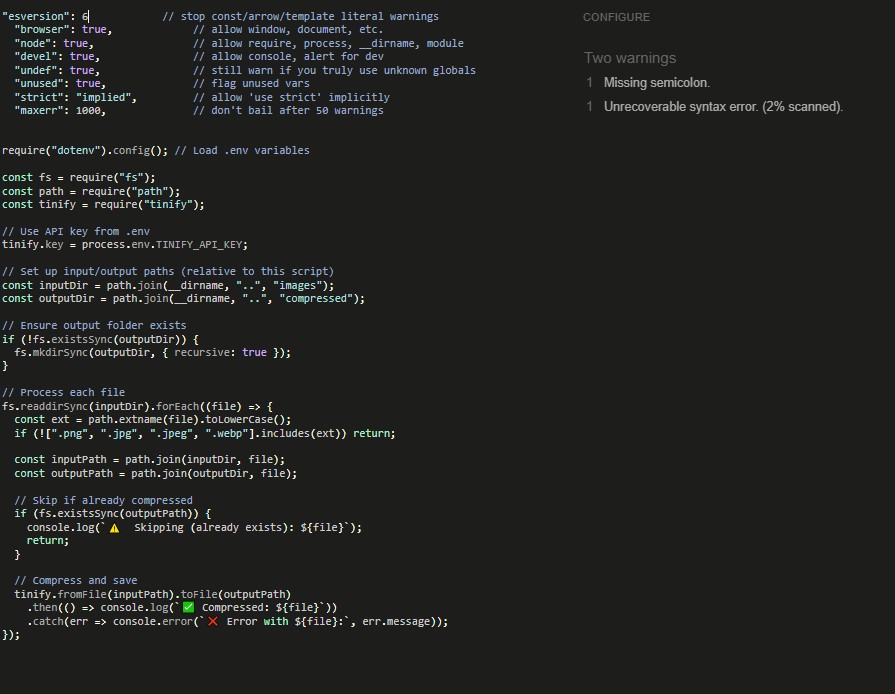 "esversion": 6 // stop const/arrow/template literal warnings
"browser": true, // allow window, document, etc.
"node": true, // allow require, process, __dirname, module
"devel": true, // allow console, alert for dev
"undef": true, // still warn if you truly use unknown globals
"unused": true, // flag unused vars
"strict": "implied", // allow 'use strict' implicitly
"maxerr": 1000, // don't bail after 50 warnings
require("dotenv").config(); // Load .env variables
const fs = require("fs");
const path = require("path");
const tinify = require("tinify");
// Use API key from .env
tinify.key = process.env.TINIFY_API_KEY;
// Set up input/output paths (relative to this script)
const inputDir = path.join(__dirname, "..", "images");
const outputDir = path.join(__dirname, "..", "compressed");
// Ensure output folder exists
if (!fs.existsSync(outputDir)) {
fs.mkdirSync(outputDir, { recursive: true });
}
// Process each file
fs.readdirSync(inputDir).forEach((file) => {
const ext = path.extname(file).toLowerCase();
if (![".png", ".jpg", ".jpeg", ".webp"].includes(ext)) return;
const inputPath = path.join(inputDir, file);
const outputPath = path.join(outputDir, file);
// Skip if already compressed
if (fs.existsSync(outputPath)) {
console.log(`⚠️ Skipping (already exists): ${file}`);
return;
}
// Compress and save
tinify.fromFile(inputPath).toFile(outputPath)
.then(() => console.log(`✅ Compressed: ${file}`))
.catch(err => console.error(`❌ Error with ${file}:`, err.message));
});
CONFIGURE
Two warnings
1 Missing semicolon.
1 Unrecoverable syntax error. (2% scanned).